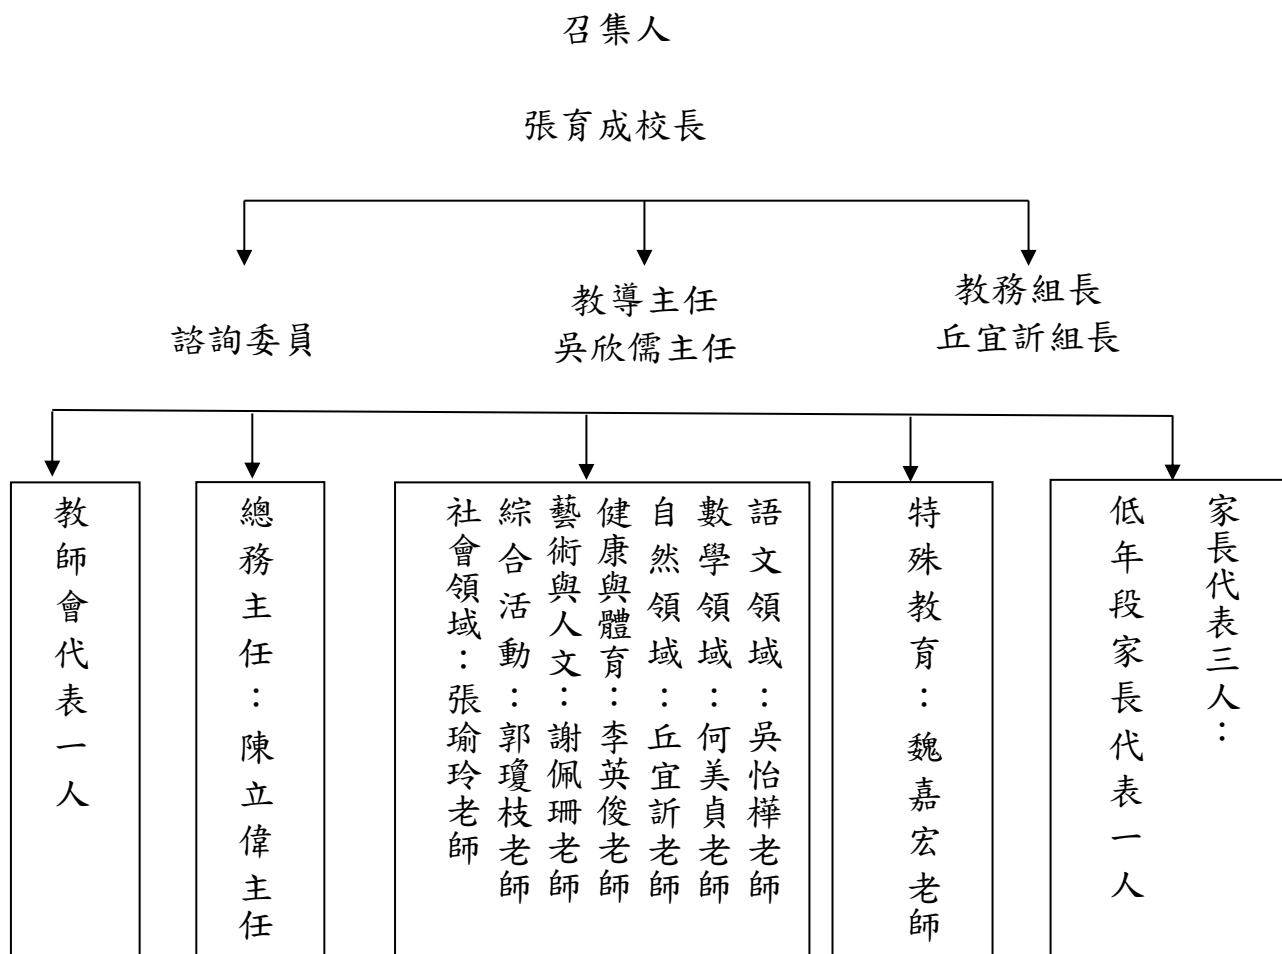 召集人
張育成校長
諮詢委員
教導主任
吳欣儒主任
教務組長
丘宜訢組長
教師會代表一人
總務主任：陳立偉主任
語文領域：吳怡樺老師
數學領域：何美貞老師
自然領域：丘宜訢老師
健康與體育：李英俊老師
藝術與人文：謝佩珊老師
綜合活動：郭瓊枝老師
社會領域：張瑜玲老師
特殊教育：魏嘉宏老師
家長代表三人：
低年段家長代表一人